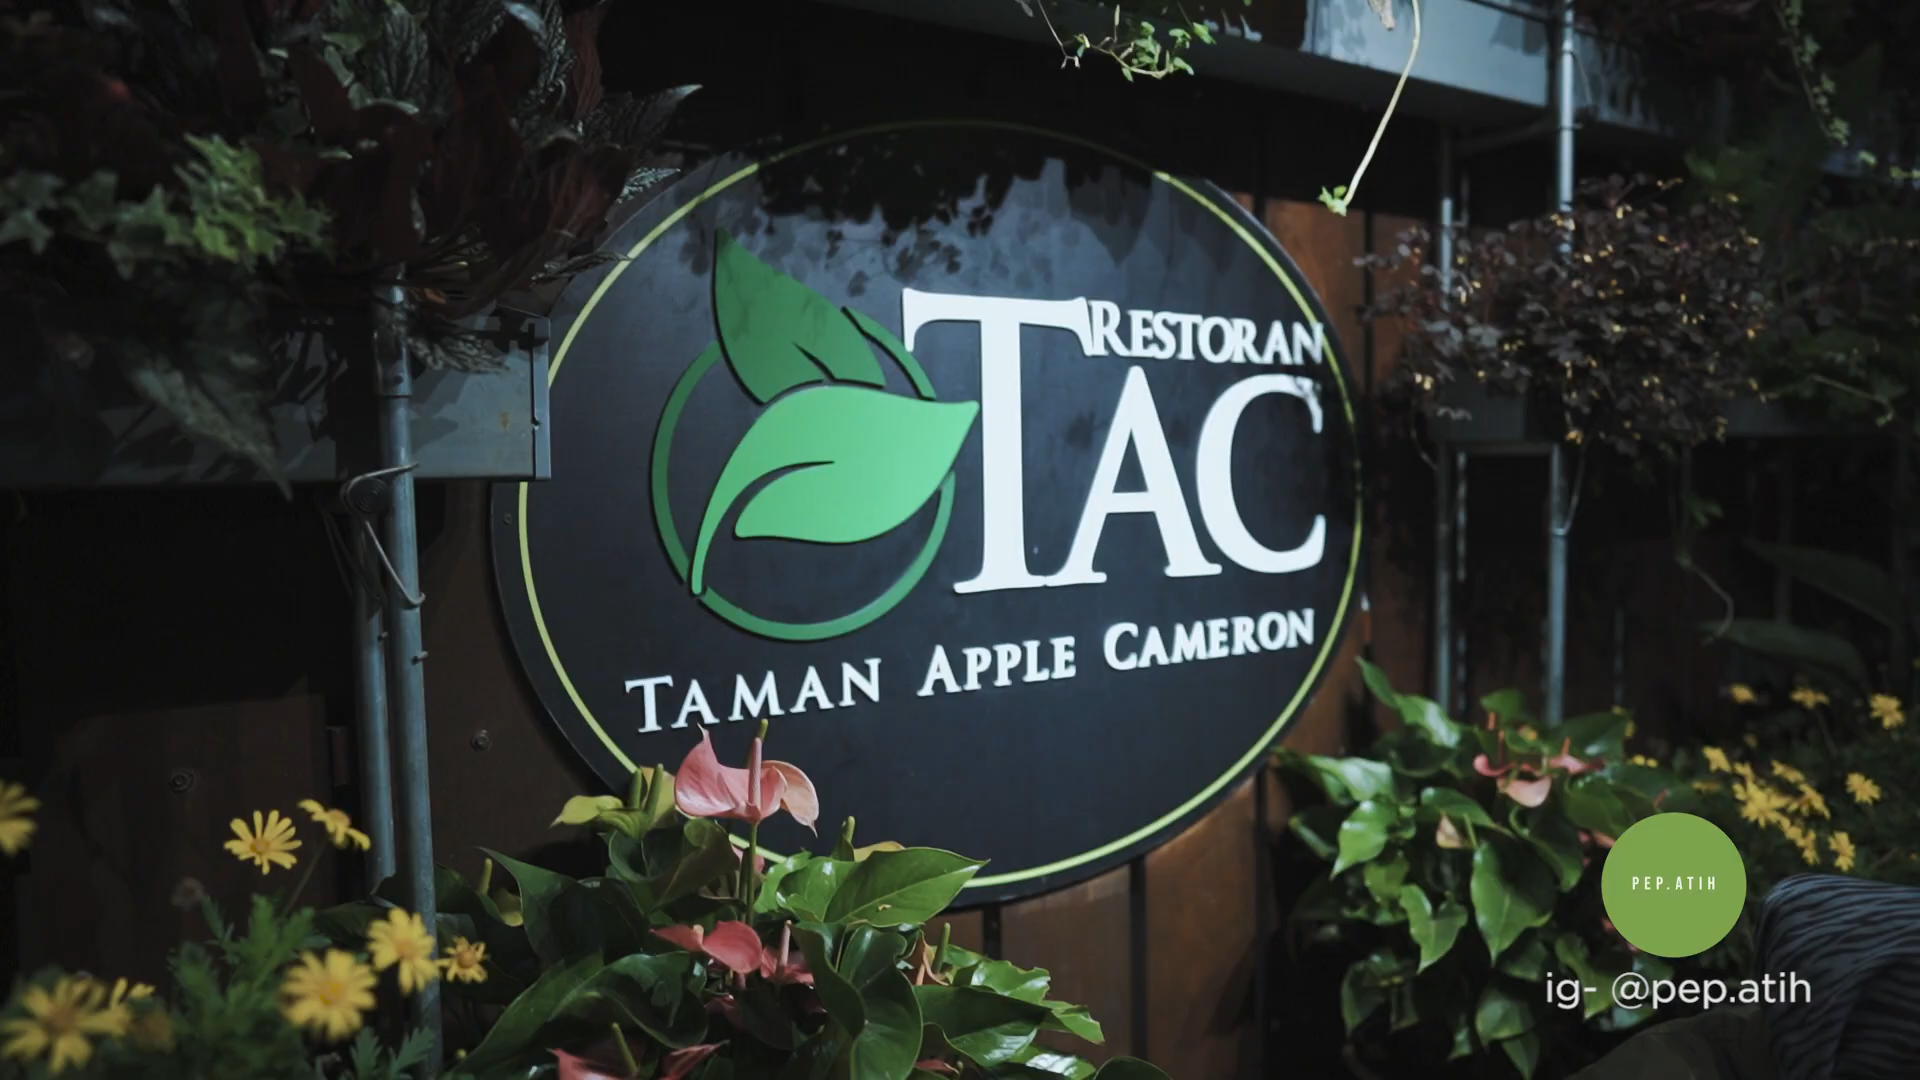 RESTORAN
TAC
TAMAN APPLE CAMERON
PEP.ATIH
ig- @pep.atih